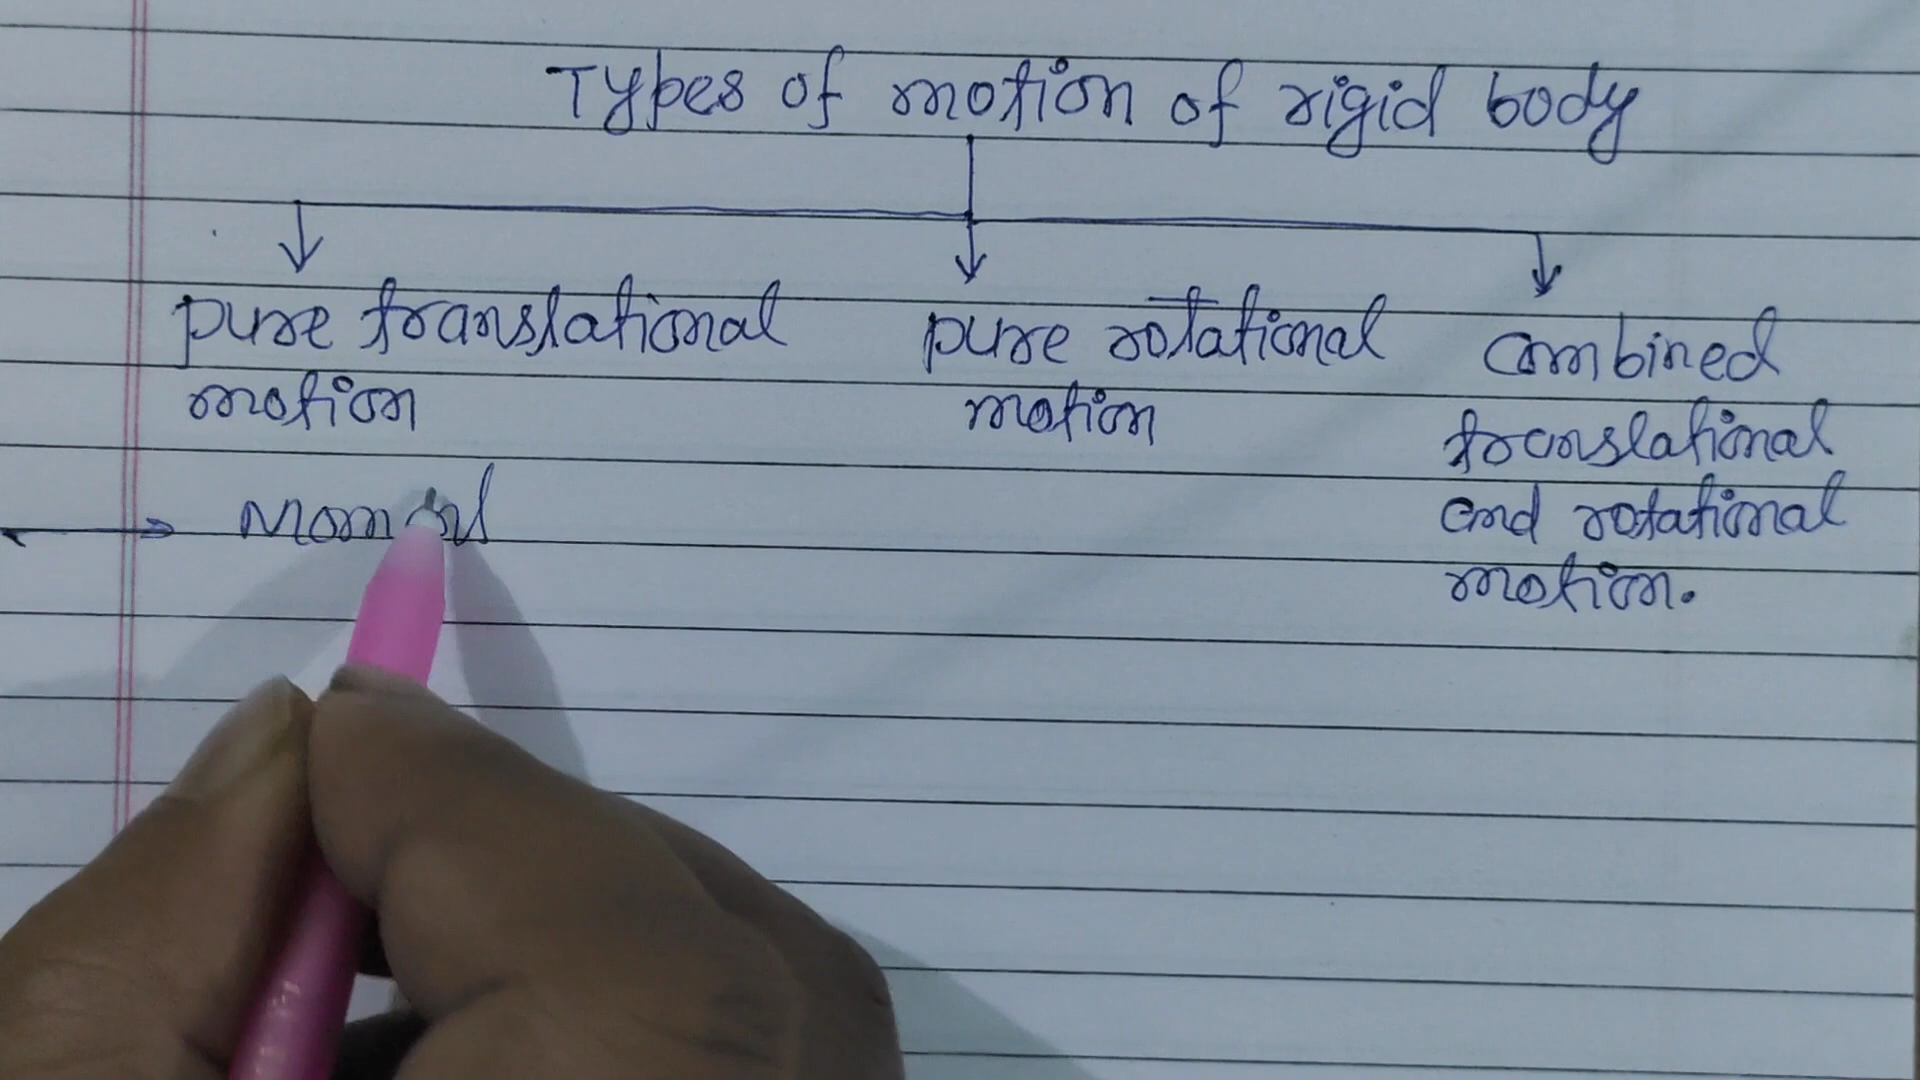 Types of motion of rigid body
pure translational
motion
pure rotational
motion
combined
translational
and rotational
motion.